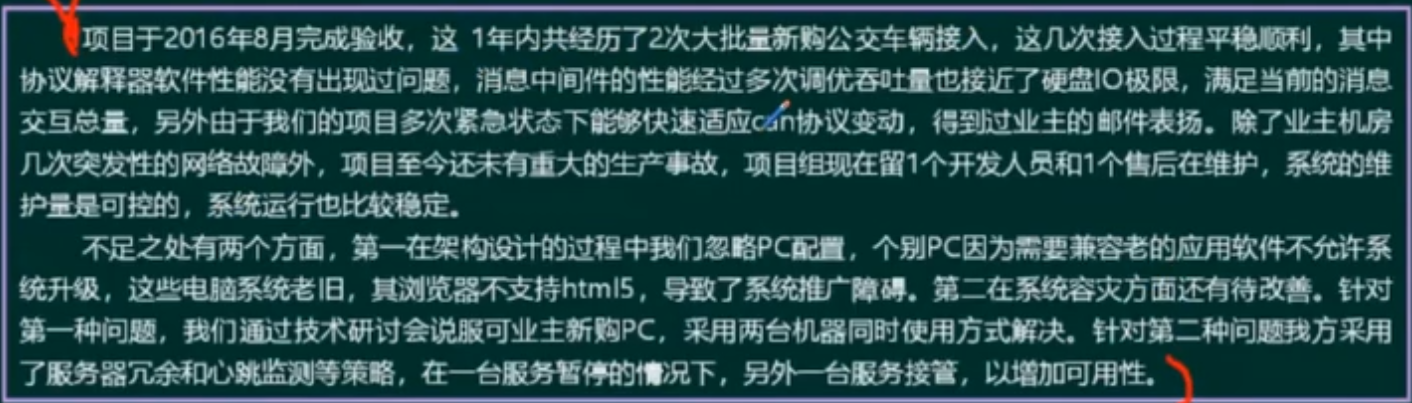 项目于2016年8月完成验收，这 1年内共经历了2次大批量新购公交车辆接入，这几次接入过程平稳顺利，其中
协议解释器软件性能没有出现过问题，消息中间件的性能经过多次调优吞吐量也接近了硬盘IO极限，满足当前的消息
交互总量，另外由于我们的项目多次紧急状态下能够快速适应can协议变动，得到过业主的邮件表扬。除了业主机房
几次突发性的网络故障外，项目至今还未有重大的生产事故，项目组现在留1个开发人员和1个售后在维护，系统的维
护量是可控的，系统运行也比较稳定。
不足之处有两个方面，第一在架构设计的过程中我们忽略PC配置，个别PC因为需要兼容老的应用软件不允许系
统升级，这些电脑系统老旧，其浏览器不支持html5，导致了系统推广障碍。第二在系统容灾方面还有待改善。针对
第一种问题，我们通过技术研讨会说服可业主新购PC，采用两台机器同时使用方式解决。针对第二种问题我方采用
了服务器冗余和心跳监测等策略，在一台服务暂停的情况下，另外一台服务接管，以增加可用性。